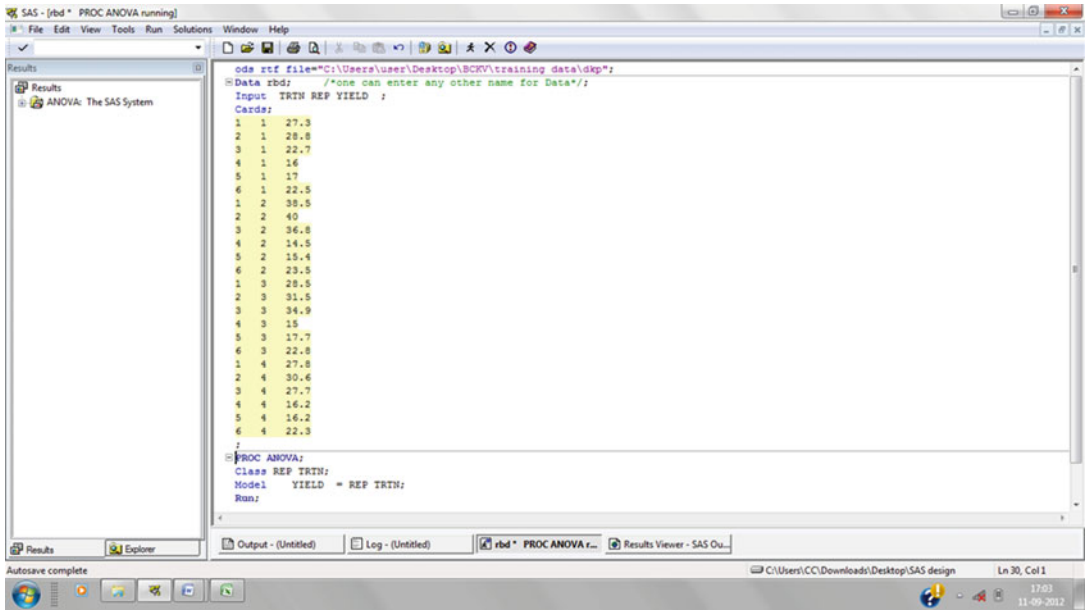 SAS - [rbd * PROC ANOVA running]
File Edit View Tools Run Solutions Window Help
Results
Results
ANOVA: The SAS System
ods rtf file="C:\Users\user\Desktop\BCKV\training data\dkp";
Data rbd; /*one can enter any other name for Data*/;
Input TRTN REP YIELD ;
Cards;
1 1 27.3
2 1 28.8
3 1 22.7
4 1 16
5 1 17
6 1 22.5
1 2 38.5
2 2 40
3 2 36.8
4 2 14.5
5 2 15.4
6 2 23.5
1 3 28.5
2 3 31.5
3 3 34.9
4 3 15
5 3 17.7
6 3 22.8
1 4 27.8
2 4 30.6
3 4 27.7
4 4 16.2
5 4 16.2
6 4 22.3
;
PROC ANOVA;
Class REP TRTN;
Model YIELD = REP TRTN;
Run;
Results Explorer
Output - (Untitled) Log - (Untitled) rbd * PROC ANOVA r... Results Viewer - SAS Ou...
Autosave complete C:\Users\CC\Downloads\Desktop\SAS design Ln 30, Col 1
17:03
11-09-2012